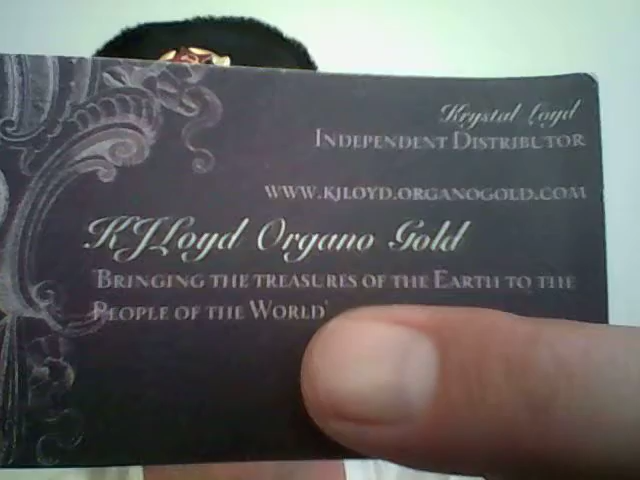 Krystal Loyd
INDEPENDENT DISTRIBUTOR
WWW.KJLOYD.ORGANOGOLD.COM
KJLoyd Organo Gold
BRINGING THE TREASURES OF THE EARTH TO THE
PEOPLE OF THE WORLD'